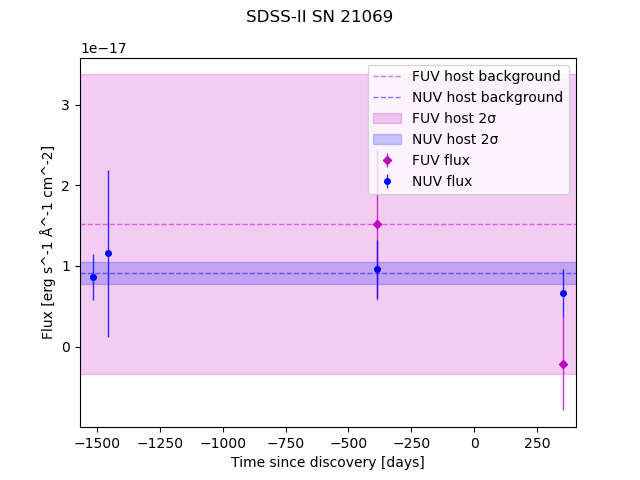 SDSS-II SN 21069
1e−17
FUV host background
NUV host background
FUV host 2σ
NUV host 2σ
FUV flux
NUV flux
3
2
1
0
Flux [erg s^-1 Å^-1 cm^-2]
−1500 −1250 −1000 −750 −500 −250 0 250
Time since discovery [days]